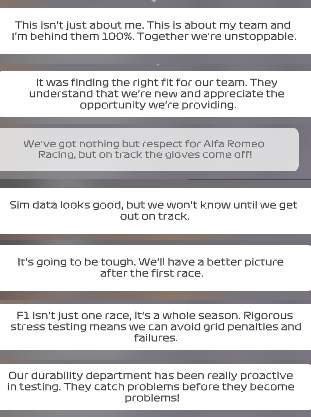 This isn't just about me. This is about my team and
I'm behind them 100%. Together we're unstoppable.
It was finding the right fit for our team. They
understand that we're new and appreciate the
opportunity we're providing.
We've got nothing but respect for Alfa Romeo
Racing, but on track the gloves come off!
Sim data looks good, but we won't know until we get
out on track.
It's going to be tough. We'll have a better picture
after the first race.
F1 isn't just one race, it's a whole season. Rigorous
stress testing means we can avoid grid penalties and
failures.
Our durability department has been really proactive
in testing. They catch problems before they become
problems!